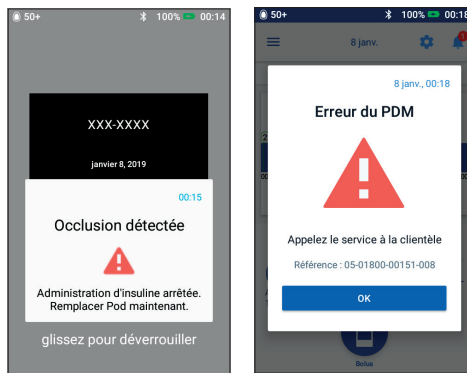 50+ 100% 00:14
XXX-XXXX
janvier 8, 2019
00:15
Occlusion détectée
Administration d'insuline arrêtée.
Remplacer Pod maintenant.
glissez pour déverrouiller
50+ 100% 00:18
8 janv.
1
8 janv., 00:18
Erreur du PDM
Appelez le service à la clientèle
Référence : 05-01800-00151-008
OK
Bolus